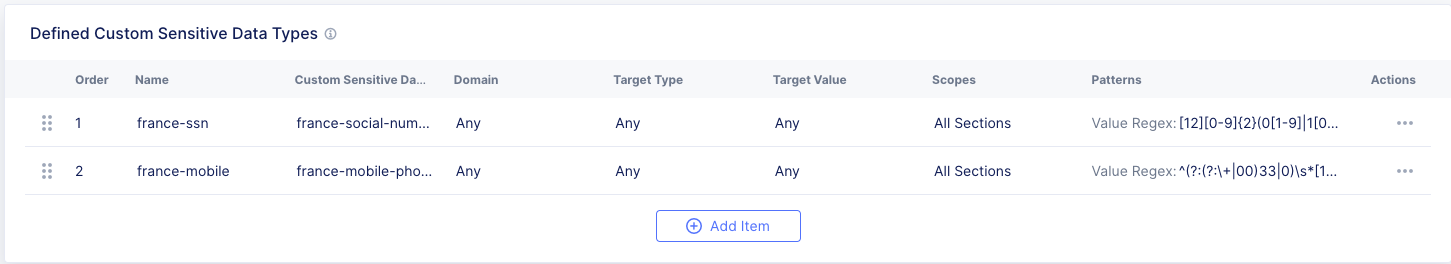 Defined Custom Sensitive Data Types
Order Name Custom Sensitive Da... Domain Target Type Target Value Scopes Patterns Actions
1 france-ssn france-social-num... Any Any Any All Sections Value Regex: [12][0-9]{2}(0[1-9]|1[0...
2 france-mobile france-mobile-pho... Any Any Any All Sections Value Regex: ^(?:(?:\+|00)33|0)\s*[1...
Add Item